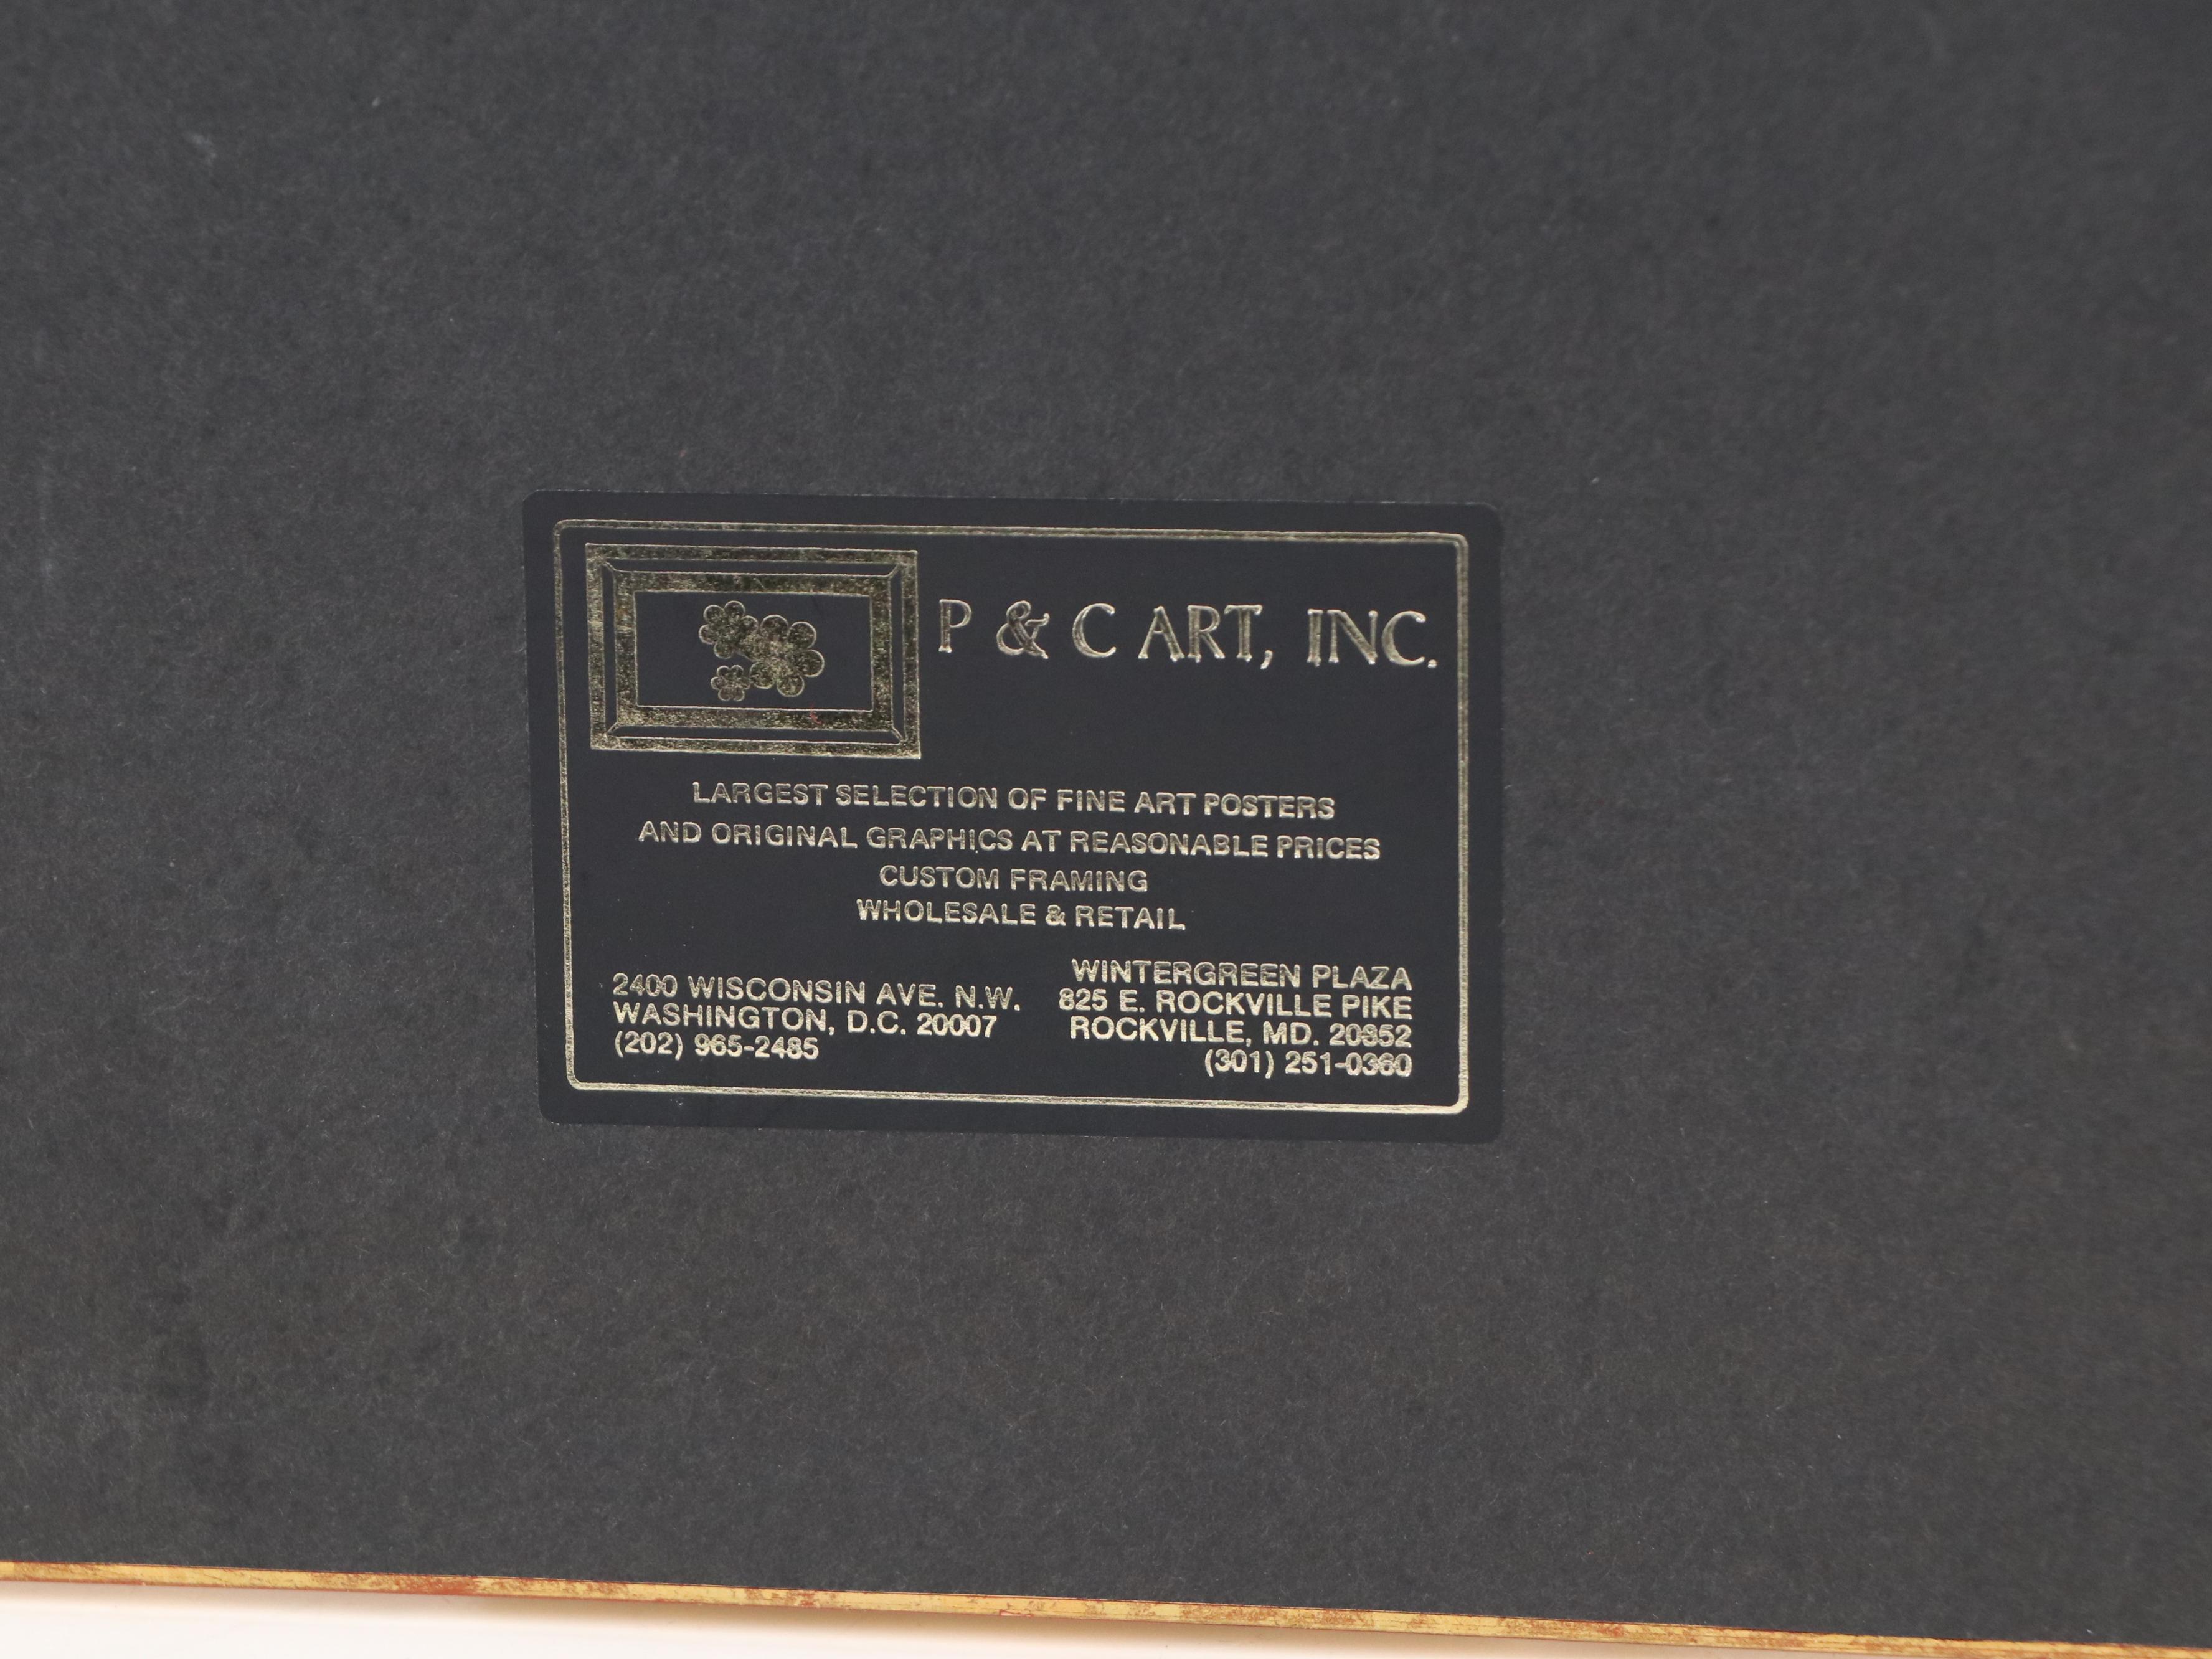 P & C ART, INC.
LARGEST SELECTION OF FINE ART POSTERS
AND ORIGINAL GRAPHICS AT REASONABLE PRICES
CUSTOM FRAMING
WHOLESALE & RETAIL
2400 WISCONSIN AVE. N.W.
WASHINGTON, D.C. 20007
(202) 965-2485
WINTERGREEN PLAZA
825 E. ROCKVILLE PIKE
ROCKVILLE, MD. 20852
(301) 251-0360